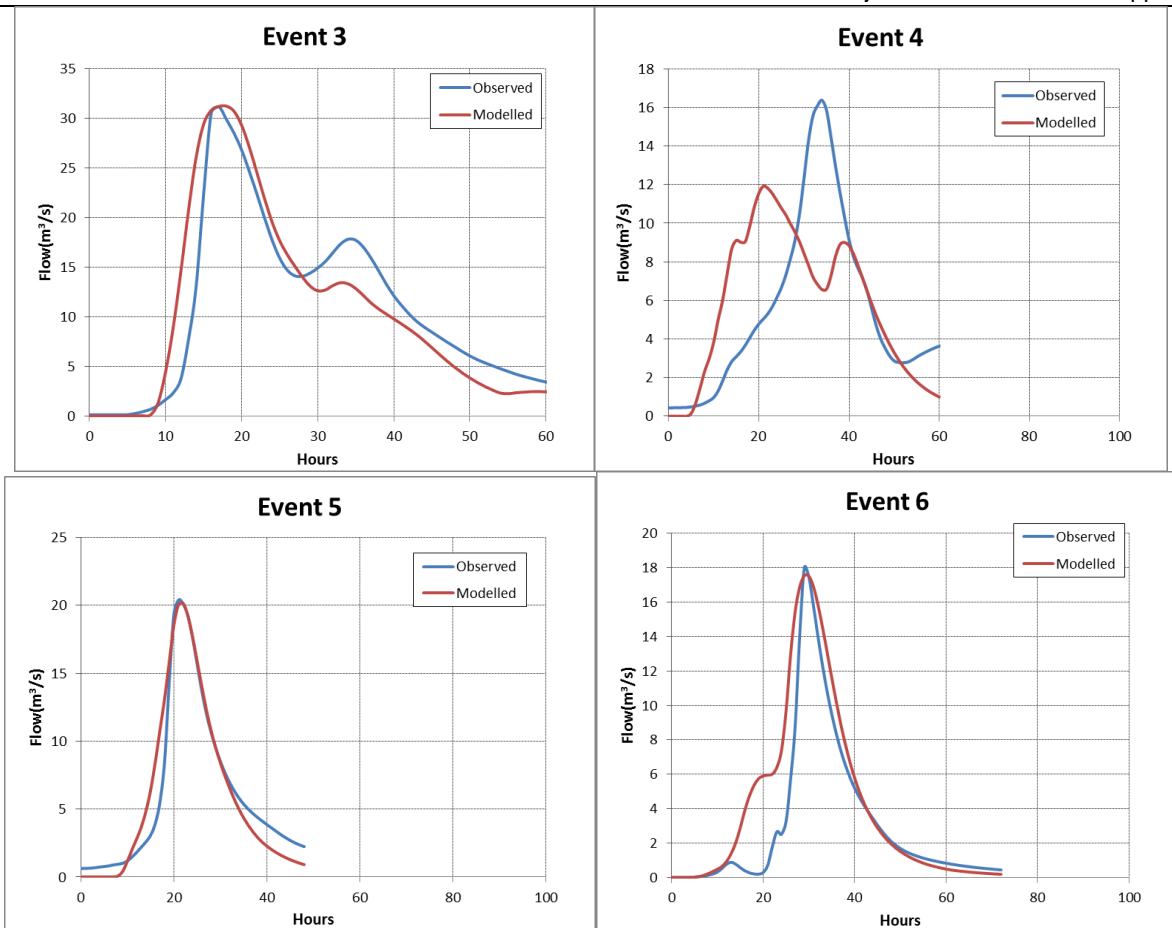 Event 3
35
30
25
20
15
10
5
0
Flow(m³/s)
Observed
Modelled
0 10 20 30 40 50 60
Hours
Event 4
18
16
14
12
10
8
6
4
2
0
Flow(m³/s)
Observed
Modelled
0 20 40 60 80 100
Hours
Event 5
25
20
15
10
5
0
Flow(m³/s)
Observed
Modelled
0 20 40 60 80 100
Hours
Event 6
20
18
16
14
12
10
8
6
4
2
0
Flow(m³/s)
Observed
Modelled
0 20 40 60 80 100
Hours